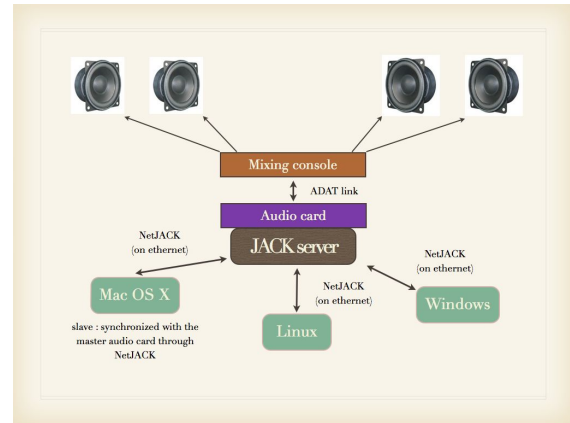 Mixing console
ADAT link
Audio card
JACK server
NetJACK
(on ethernet)
NetJACK
(on ethernet)
NetJACK
(on ethernet)
Mac OS X
Windows
Linux
slave : synchronized with the
master audio card through
NetJACK